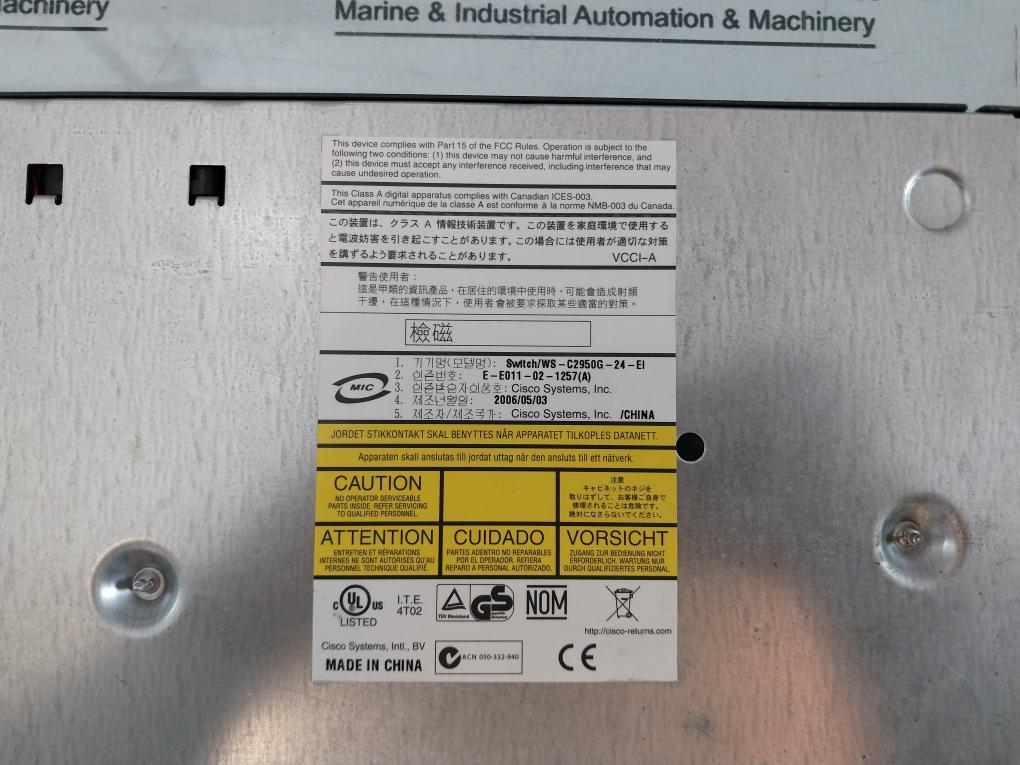 achinery
Marine & Industrial Automation & Machinery
This device complies with Part 15 of the FCC Rules. Operation is subject to the
following two conditions: (1) this device may not cause harmful interference, and
(2) this device must accept any interference received, including interference that may
cause undesired operation.
This Class A digital apparatus complies with Canadian ICES-003.
Cet appareil numérique de la classe A est conforme à la norme NMB-003 du Canada.
この装置は、クラス A 情報技術装置です。この装置を家庭環境で使用する
と電波妨害を引き起こすことがあります。この場合には使用者が適切な対策
を講ずるよう要求されることがあります。 VCCI-A
警告使用者：
這是甲類的資訊產品，在居住的環境中使用時，可能會造成射頻
干擾，在這種情況下，使用者會被要求採取某些適當的對策。
檢磁
MIC
1. 기기명(모델명): Switch/WS-C2950G-24-EI
2. 인증번호: E-E011-02-1257(A)
3. 인증받은자의상호: Cisco Systems, Inc.
4. 제조년월일: 2006/05/03
5. 제조자/제조국가: Cisco Systems, Inc. /CHINA
JORDET STIKKONTAKT SKAL BENYTTES NÅR APPARATET TILKOPLES DATANETT.
Apparaten skall anslutas till jordat uttag när den ansluts till ett nätverk.
CAUTION
NO OPERATOR SERVICEABLE
PARTS INSIDE. REFER SERVICING
TO QUALIFIED PERSONNEL.
注意
キャビネットのネジを
取りはずして、お客様ご自身で
修理されることは危険です。
絶対になさらないでください。
ATTENTION
ENTRETIEN ET RÉPARATIONS
INTERNES NE SONT AUTORISÉS QU'AU
PERSONNEL TECHNIQUE QUALIFIÉ.
CUIDADO
PARTES ADENTRO NO REPARABLES
POR EL OPERADOR. REFIERA
REPARO A PERSONAL AUTORIZADO.
VORSICHT
ZUGANG ZUR BEDIENUNG NICHT
ERFORDERLICH. WARTUNG NUR
DURCH QUALIFIZIERTES PERSONAL.
C UL US
LISTED
I.T.E.
4T02
TÜV Rheinland
GS
NOM
http://cisco-returns.com
Cisco Systems, Intl., BV
MADE IN CHINA
ACN 050-332-940
CE